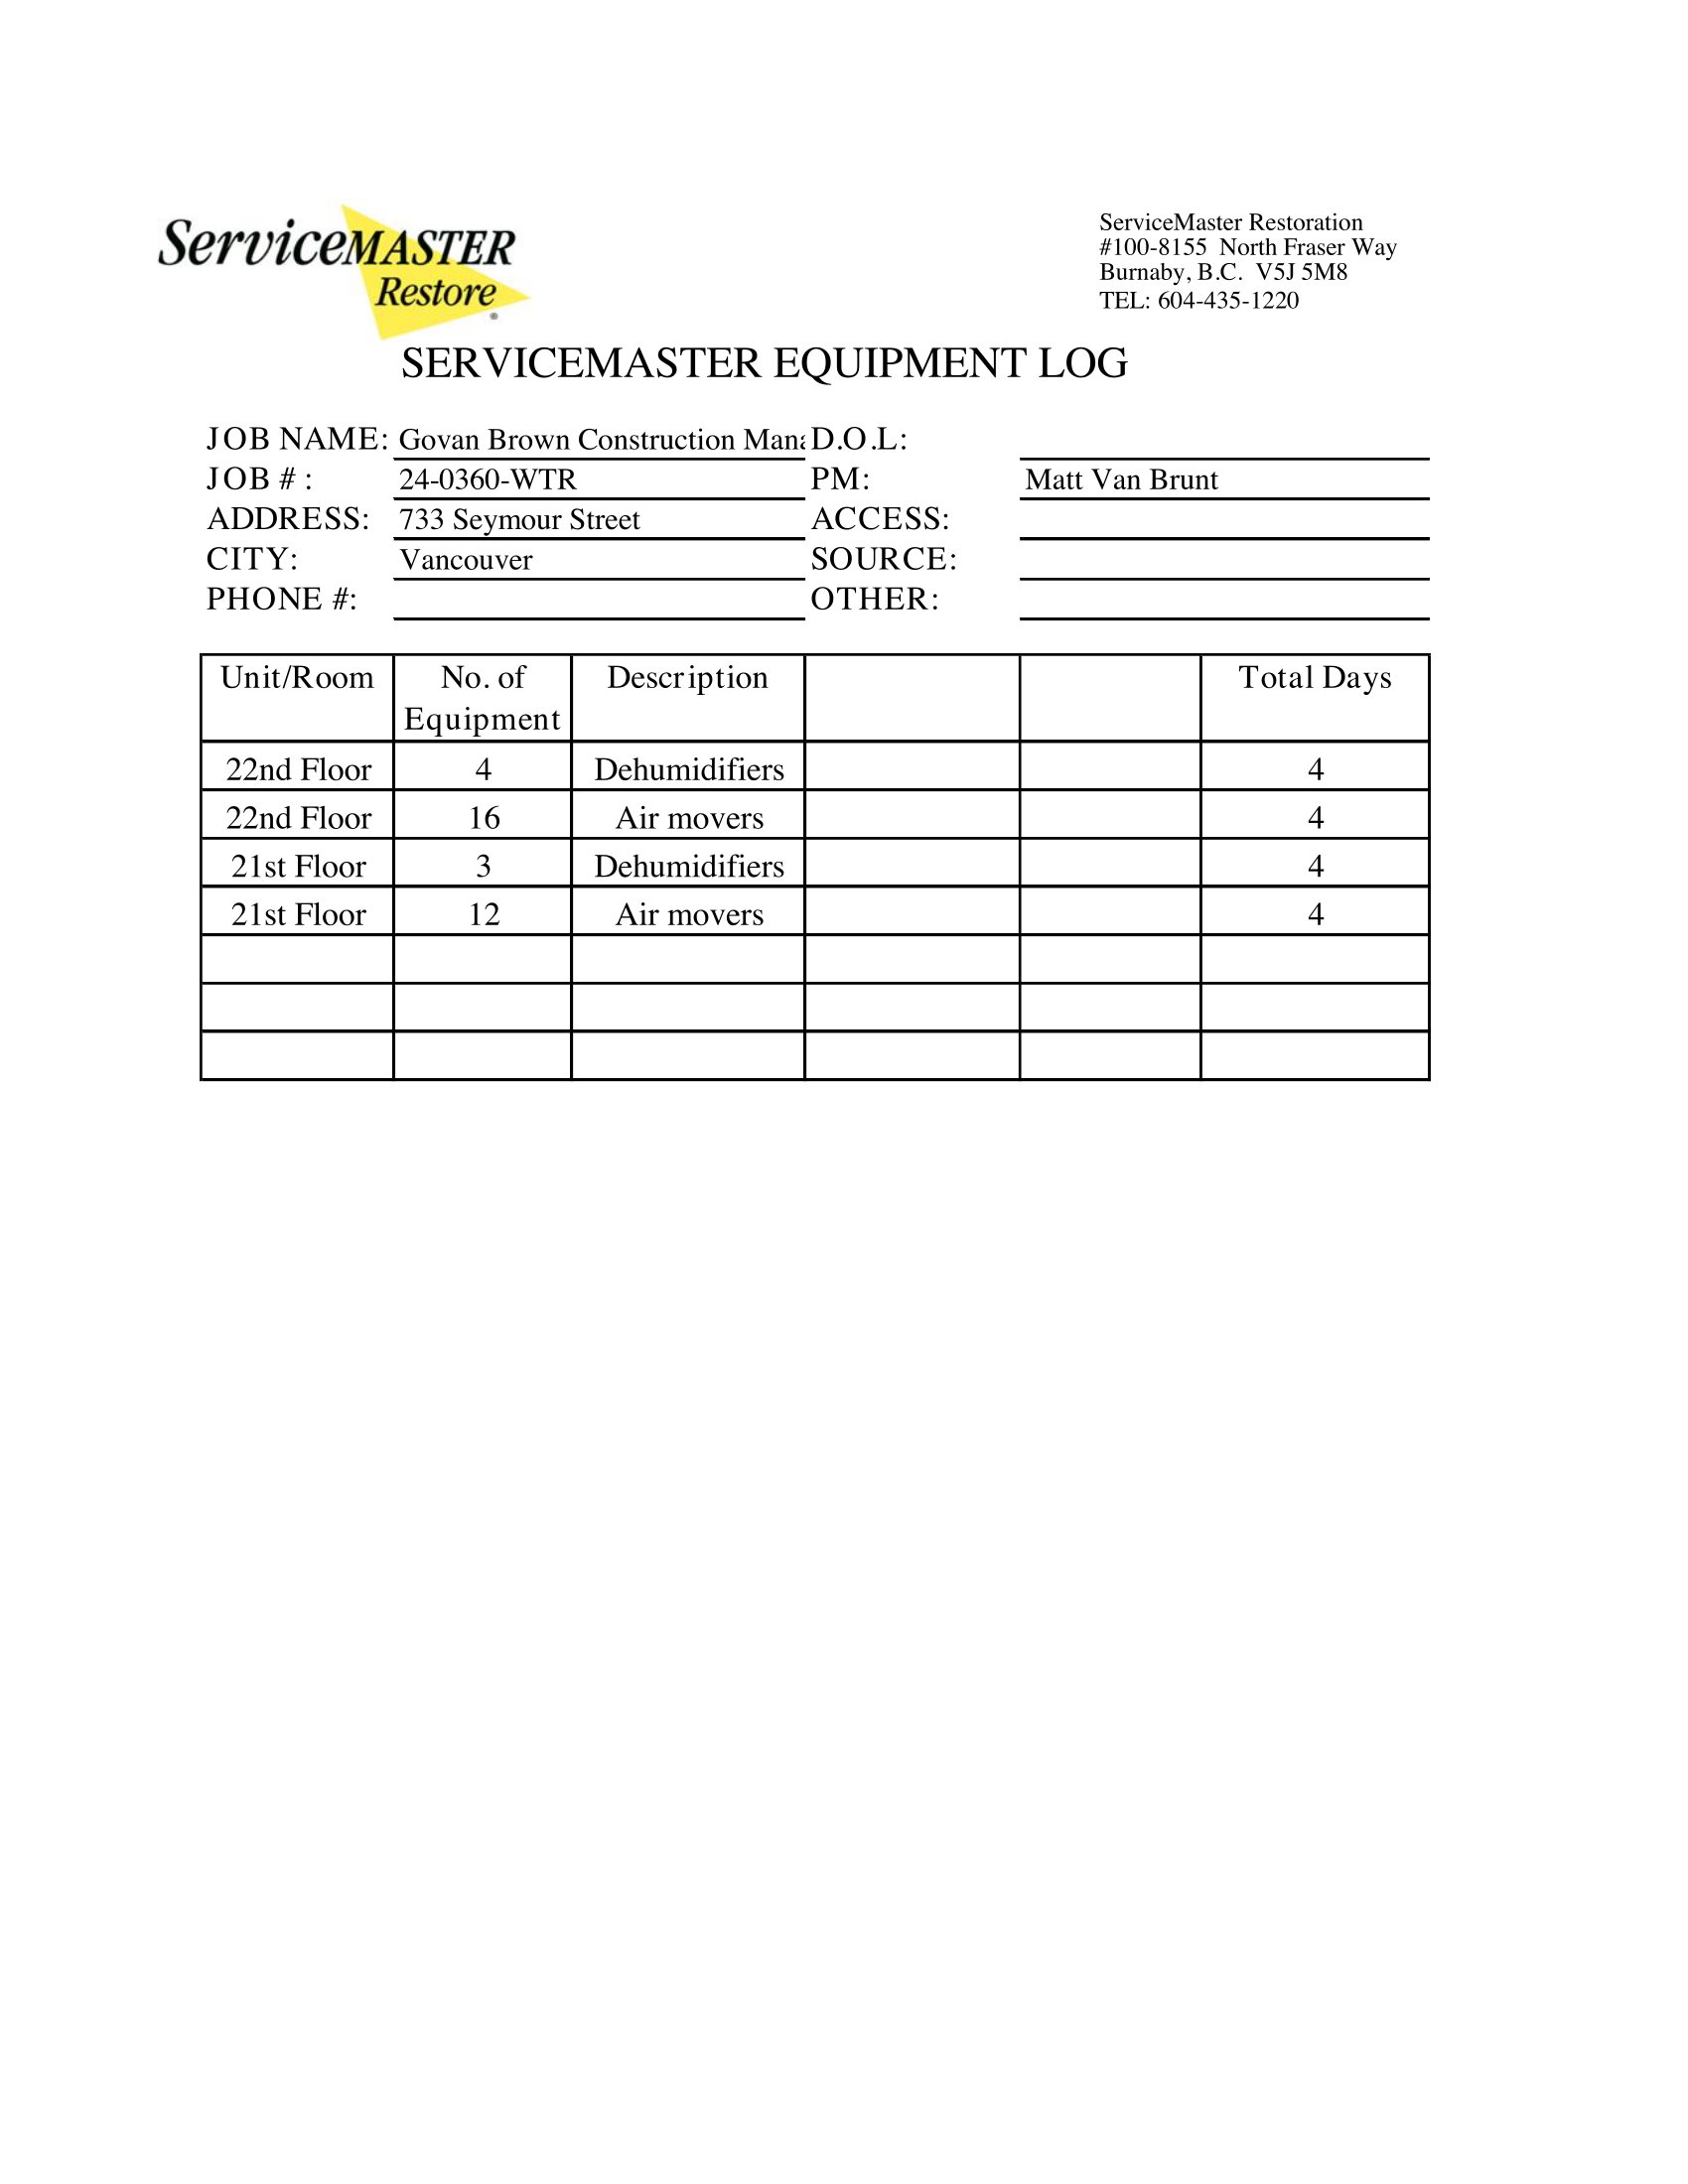 ServiceMASTER
Restore
ServiceMaster Restoration
#100-8155 North Fraser Way
Burnaby, B.C. V5J 5M8
TEL: 604-435-1220
SERVICEMASTER EQUIPMENT LOG
JOB NAME: Govan Brown Construction Mana D.O.L:
JOB # : 24-0360-WTR PM: Matt Van Brunt
ADDRESS: 733 Seymour Street ACCESS:
CITY: Vancouver SOURCE:
PHONE #: OTHER:
Unit/Room No. of Description Total Days
Equipment
22nd Floor 4 Dehumidifiers 4
22nd Floor 16 Air movers 4
21st Floor 3 Dehumidifiers 4
21st Floor 12 Air movers 4